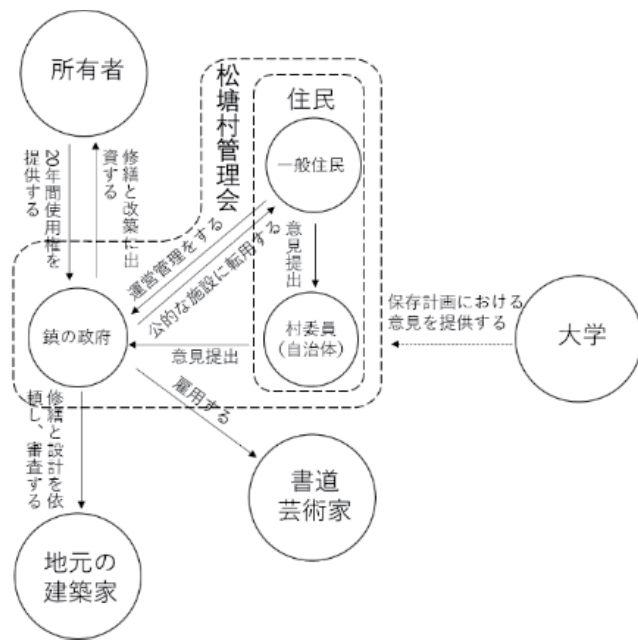 所有者
松塘村管理会
住民
一般住民
20年間使用権を
提供する
修繕と改築に出
資する
運営管理をする
公的な施設に転用する
意見提出
鎮の政府
意見提出
村委員
(自治体)
保存計画における
意見を提供する
大学
雇用する
修繕と設計を依
頼し、審査する
書道
芸術家
地元の
建築家